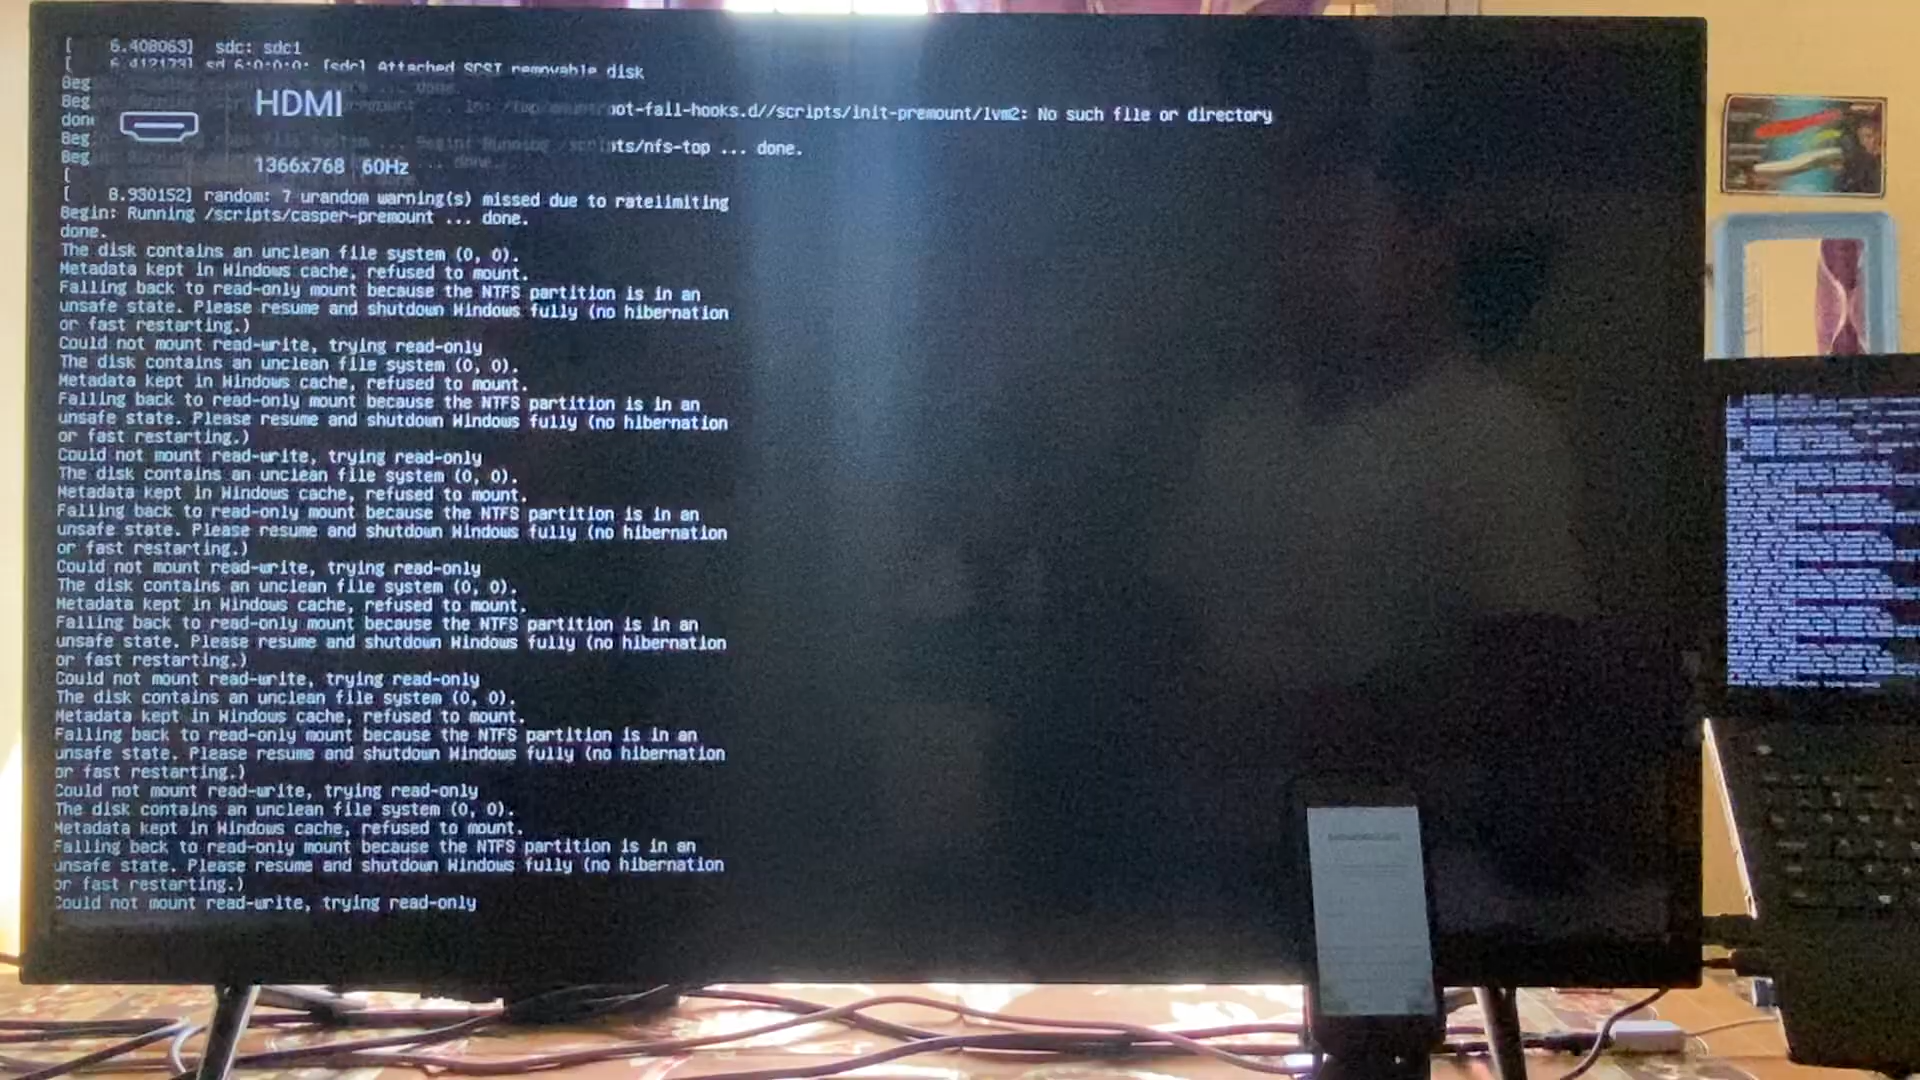 [    6.408063]  sdc: sdc1
[    6.412173] sd 6:0:0:0: [sdc] Attached SCSI removable disk
Beg
HDMI
Beg
oot-fail-hooks.d//scripts/init-premount/lvm2: No such file or directory
done
Beg
ts/nfs-top ... done.
Beg
1366x768 60Hz
[
[    8.930152] random: 7 urandom warning(s) missed due to ratelimiting
Begin: Running /scripts/casper-premount ... done.
done.
The disk contains an unclean file system (0, 0).
Metadata kept in Windows cache, refused to mount.
Falling back to read-only mount because the NTFS partition is in an
unsafe state. Please resume and shutdown Windows fully (no hibernation
or fast restarting.)
Could not mount read-write, trying read-only
The disk contains an unclean file system (0, 0).
Metadata kept in Windows cache, refused to mount.
Falling back to read-only mount because the NTFS partition is in an
unsafe state. Please resume and shutdown Windows fully (no hibernation
or fast restarting.)
Could not mount read-write, trying read-only
The disk contains an unclean file system (0, 0).
Metadata kept in Windows cache, refused to mount.
Falling back to read-only mount because the NTFS partition is in an
unsafe state. Please resume and shutdown Windows fully (no hibernation
or fast restarting.)
Could not mount read-write, trying read-only
The disk contains an unclean file system (0, 0).
Metadata kept in Windows cache, refused to mount.
Falling back to read-only mount because the NTFS partition is in an
unsafe state. Please resume and shutdown Windows fully (no hibernation
or fast restarting.)
Could not mount read-write, trying read-only
The disk contains an unclean file system (0, 0).
Metadata kept in Windows cache, refused to mount.
Falling back to read-only mount because the NTFS partition is in an
unsafe state. Please resume and shutdown Windows fully (no hibernation
or fast restarting.)
Could not mount read-write, trying read-only
The disk contains an unclean file system (0, 0).
Metadata kept in Windows cache, refused to mount.
Falling back to read-only mount because the NTFS partition is in an
unsafe state. Please resume and shutdown Windows fully (no hibernation
or fast restarting.)
Could not mount read-write, trying read-only